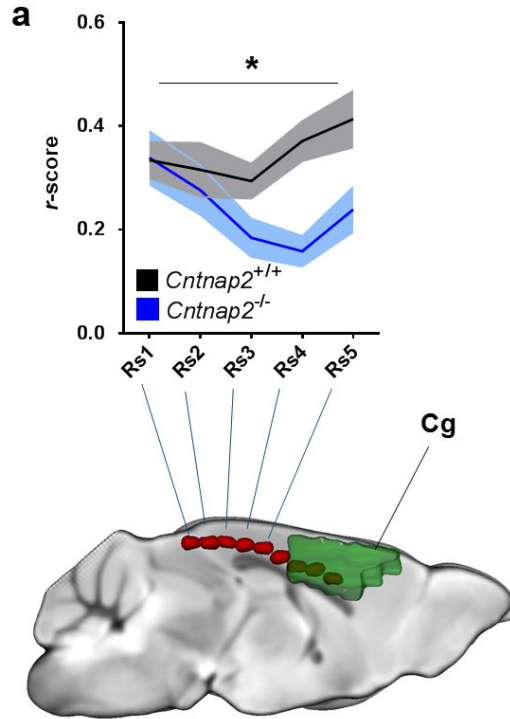 a
0.6
*
0.4
r-score
0.2
Cntnap2+/+
Cntnap2-/-
0.0
Rs1 Rs2 Rs3 Rs4 Rs5
Cg